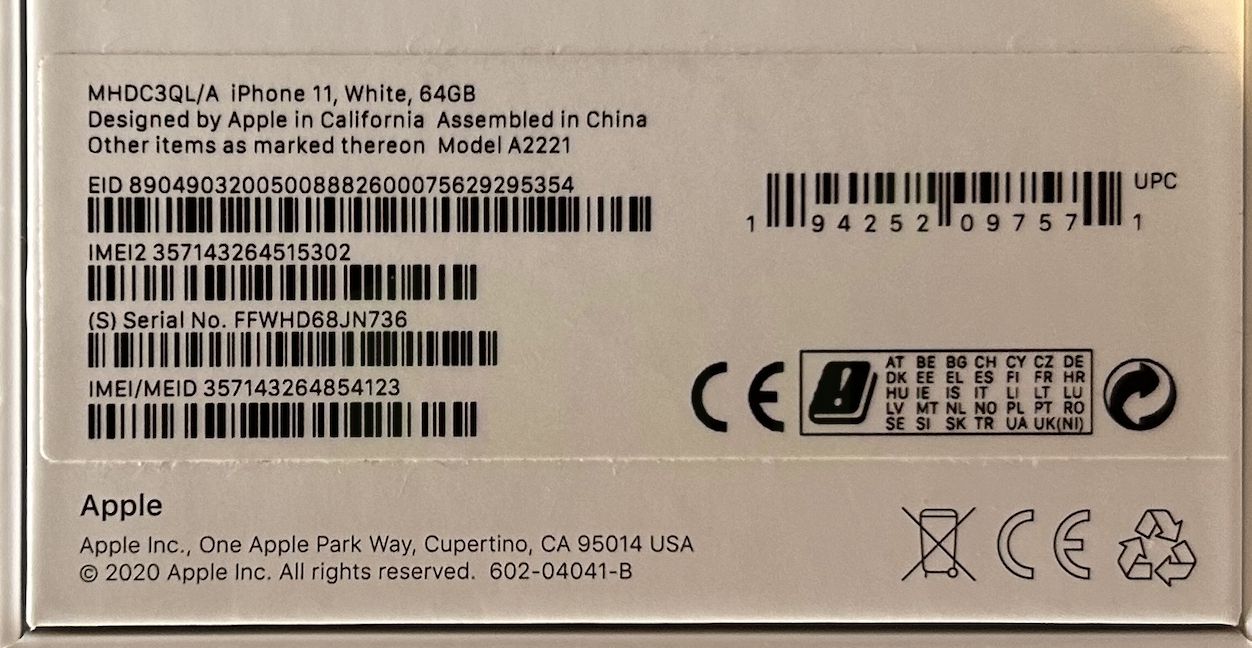 MHDC3QL/A iPhone 11, White, 64GB
Designed by Apple in California Assembled in China
Other items as marked thereon Model A2221
EID 89049032005008882600075629295354
IMEI2 357143264515302
(S) Serial No. FFWHD68JN736
IMEI/MEID 357143264854123
UPC
1 94252 09757 1
CE
AT BE BG CH CY CZ DE
DK EE EL ES FI FR HR
HU IE IS IT LI LT LU
LV MT NL NO PL PT RO
SE SI SK TR UA UK(NI)
Apple
Apple Inc., One Apple Park Way, Cupertino, CA 95014 USA
© 2020 Apple Inc. All rights reserved. 602-04041-B
CE